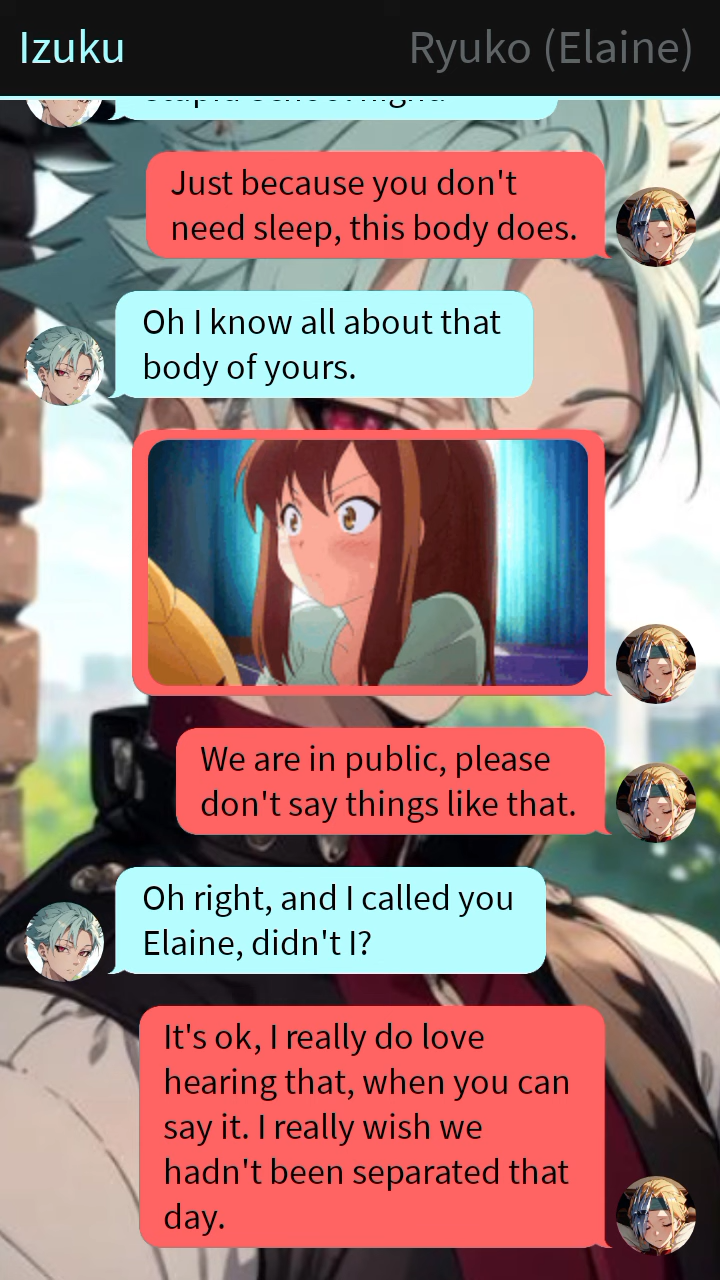 Izuku
Ryuko (Elaine)
Just because you don't
need sleep, this body does.
Oh I know all about that
body of yours.
We are in public, please
don't say things like that.
Oh right, and I called you
Elaine, didn't I?
It's ok, I really do love
hearing that, when you can
say it. I really wish we
hadn't been separated that
day.